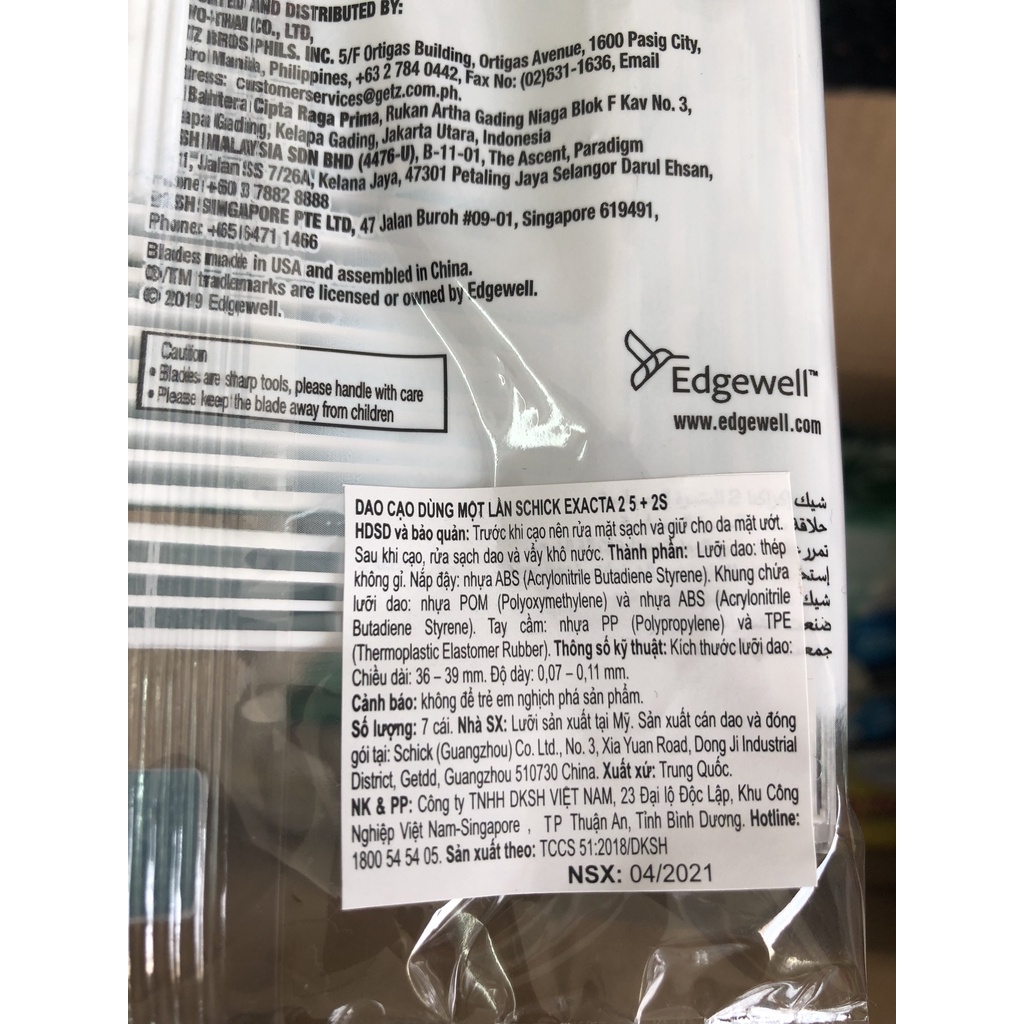 AND DISTRIBUTED BY:
CO., LTD,
BROS PHILS. INC. 5/F Ortigas Building, Ortigas Avenue, 1600 Pasig City,
Manila, Philippines, +63 2 784 0442, Fax No: (02)631-1636, Email
customerservices@getz.com.ph.
Cipta Raga Prima, Rukan Artha Gading Niaga Blok F Kav No. 3,
Gading, Kelapa Gading, Jakarta Utara, Indonesia
MALAYSIA SDN BHD (4476-U), B-11-01, The Ascent, Paradigm
Jalan SS 7/26A, Kelana Jaya, 47301 Petaling Jaya Selangor Darul Ehsan,
+60 3 7882 8888
SINGAPORE PTE LTD, 47 Jalan Buroh #09-01, Singapore 619491,
Phone: +65 6471 1466
Blades made in USA and assembled in China.
®/TM trademarks are licensed or owned by Edgewell.
© 2019 Edgewell.
Caution
• Blades are sharp tools, please handle with care
• Please keep the blade away from children
Edgewell™
www.edgewell.com
DAO CẠO DÙNG MỘT LẦN SCHICK EXACTA 2 5 + 2S
HDSD và bảo quản: Trước khi cạo nên rửa mặt sạch và giữ cho da mặt ướt.
Sau khi cạo, rửa sạch dao và vẩy khô nước. Thành phần: Lưỡi dao: thép
không gỉ. Nắp đậy: nhựa ABS (Acrylonitrile Butadiene Styrene). Khung chứa
lưỡi dao: nhựa POM (Polyoxymethylene) và nhựa ABS (Acrylonitrile
Butadiene Styrene). Tay cầm: nhựa PP (Polypropylene) và TPE
(Thermoplastic Elastomer Rubber). Thông số kỹ thuật: Kích thước lưỡi dao:
Chiều dài: 36 – 39 mm. Độ dày: 0,07 – 0,11 mm.
Cảnh báo: không để trẻ em nghịch phá sản phẩm.
Số lượng: 7 cái. Nhà SX: Lưỡi sản xuất tại Mỹ. Sản xuất cán dao và đóng
gói tại: Schick (Guangzhou) Co. Ltd., No. 3, Xia Yuan Road, Dong Ji Industrial
District, Getdd, Guangzhou 510730 China. Xuất xứ: Trung Quốc.
NK & PP: Công ty TNHH DKSH VIỆT NAM, 23 Đại lộ Độc Lập, Khu Công
Nghiệp Việt Nam-Singapore , TP Thuận An, Tỉnh Bình Dương. Hotline:
1800 54 54 05. Sản xuất theo: TCCS 51:2018/DKSH
NSX: 04/2021
شيك